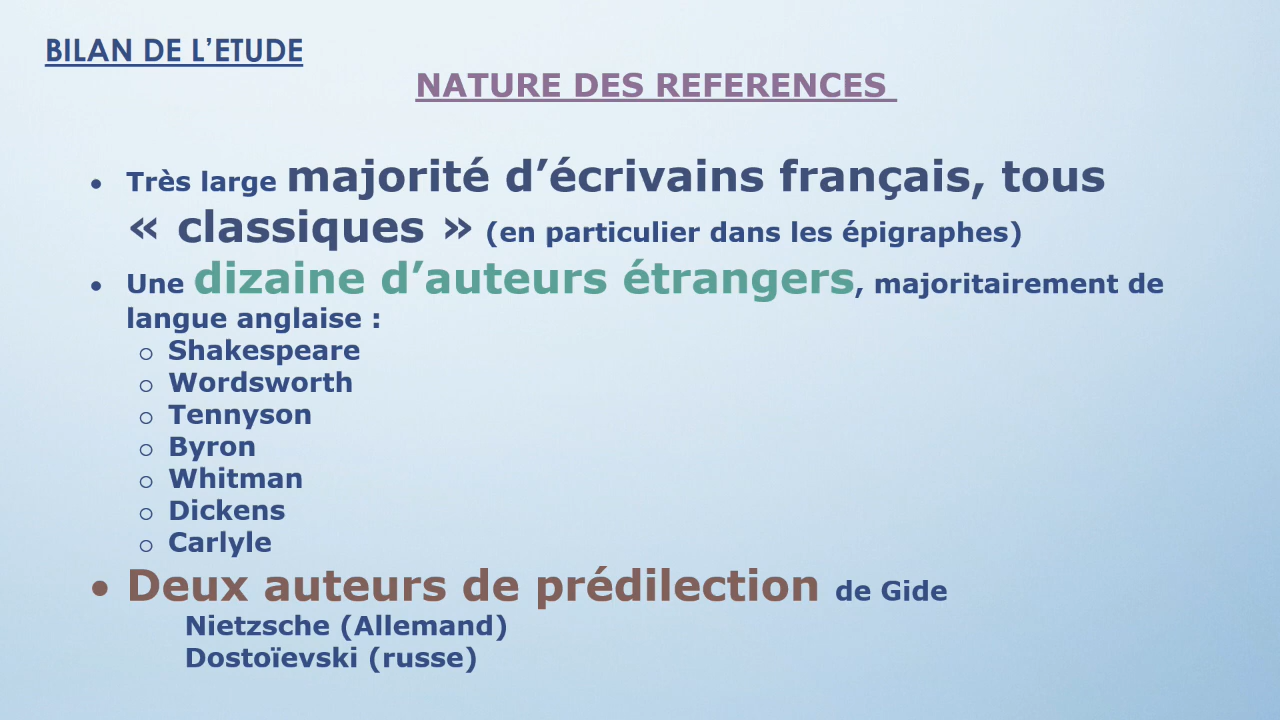 BILAN DE L’ETUDE
NATURE DES REFERENCES
• Très large majorité d’écrivains français, tous
« classiques » (en particulier dans les épigraphes)
• Une dizaine d’auteurs étrangers, majoritairement de
langue anglaise :
o Shakespeare
o Wordsworth
o Tennyson
o Byron
o Whitman
o Dickens
o Carlyle
• Deux auteurs de prédilection de Gide
Nietzsche (Allemand)
Dostoïevski (russe)